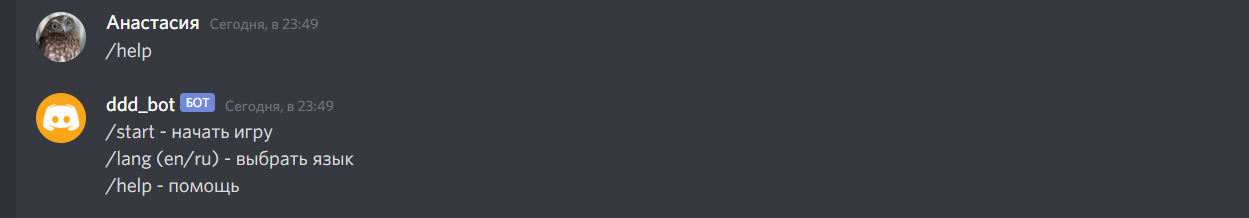 Анастасия Сегодня, в 23:49
/help
ddd_bot БОТ Сегодня, в 23:49
/start - начать игру
/lang (en/ru) - выбрать язык
/help - помощь